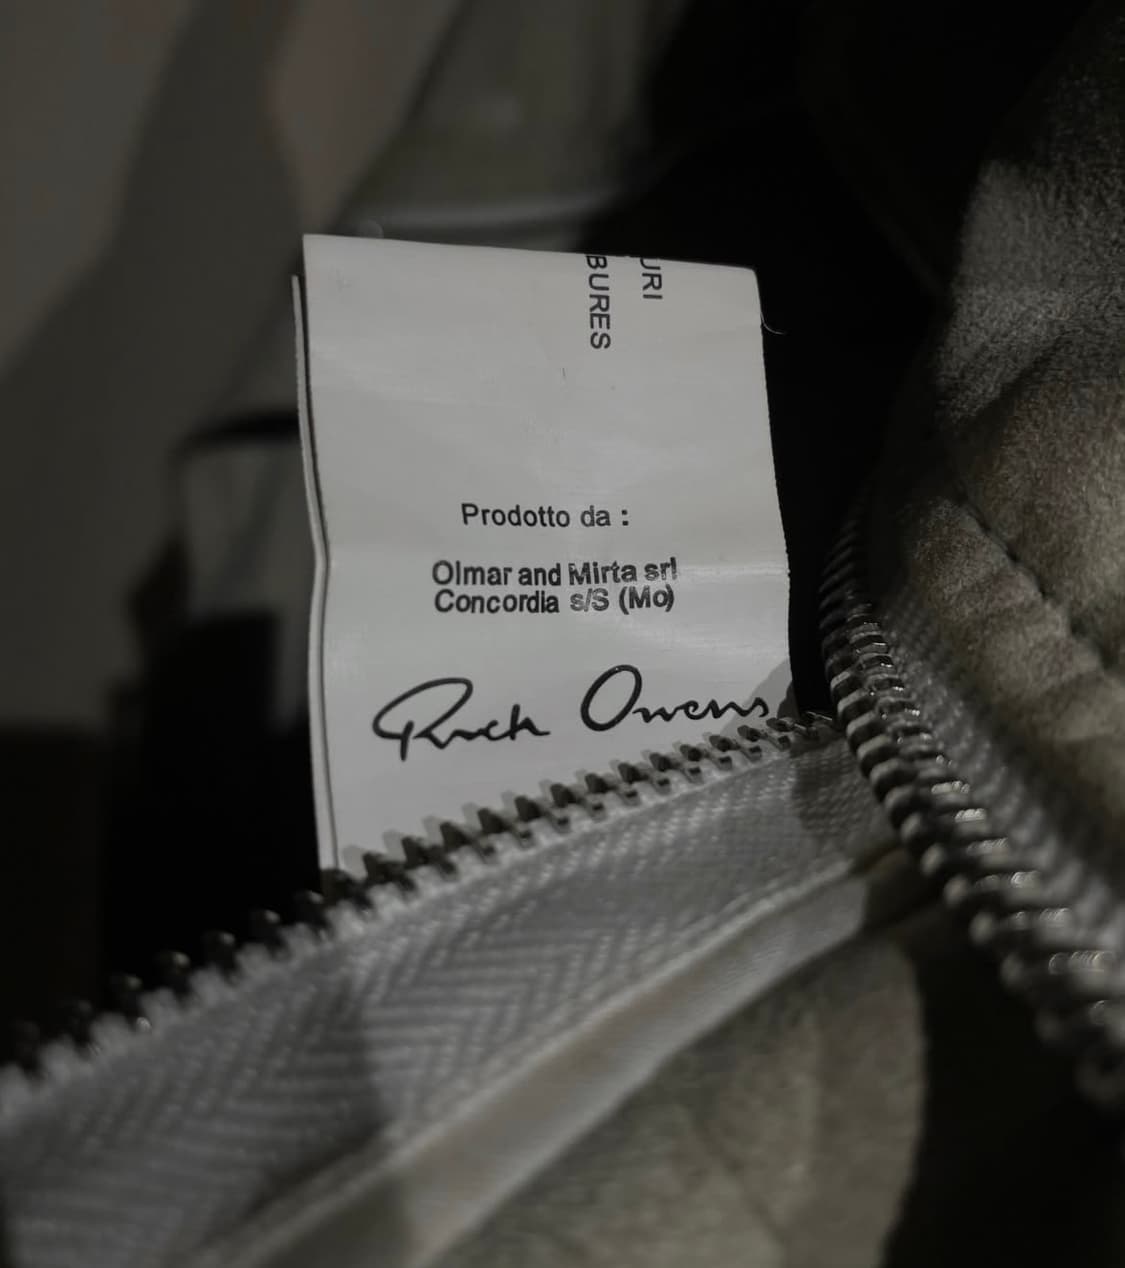 URI
BURES
Prodotto da :
Olmar and Mirta srl
Concordia s/S (Mo)
Rick Owens